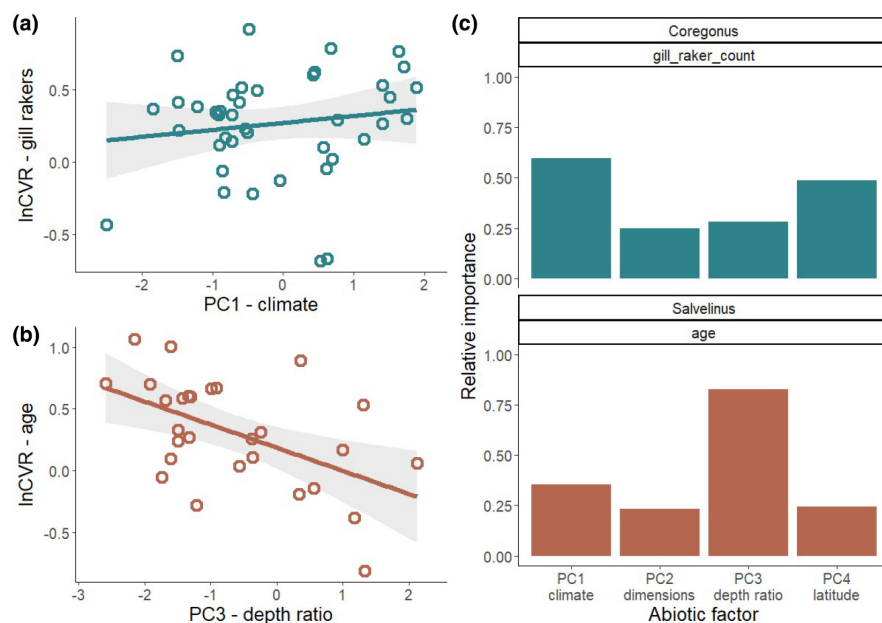 (a)
lnCVR - gill rakers
0.5
0.0
-0.5
-2
-1
0
1
2
PC1 - climate
(b)
lnCVR - age
1.0
0.5
0.0
-0.5
-3
-2
-1
0
1
2
PC3 - depth ratio
(c)
Coregonus
gill_raker_count
Relative importance
1.00
0.75
0.50
0.25
0.00
Salvelinus
age
1.00
0.75
0.50
0.25
0.00
PC1
climate
PC2
dimensions
PC3
depth ratio
PC4
latitude
Abiotic factor